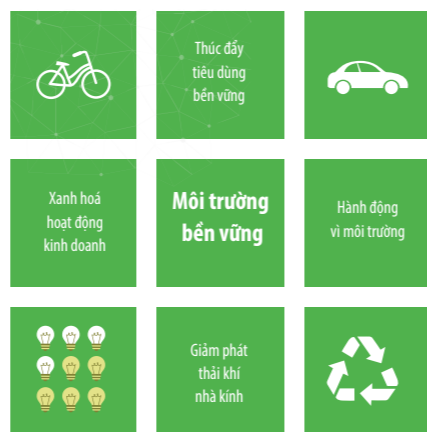 Thúc đẩy
tiêu dùng
bền vững
Xanh hoá
hoạt động
kinh doanh
Môi trường
bền vững
Hành động
vì môi trường
Giảm phát
thải khí
nhà kính